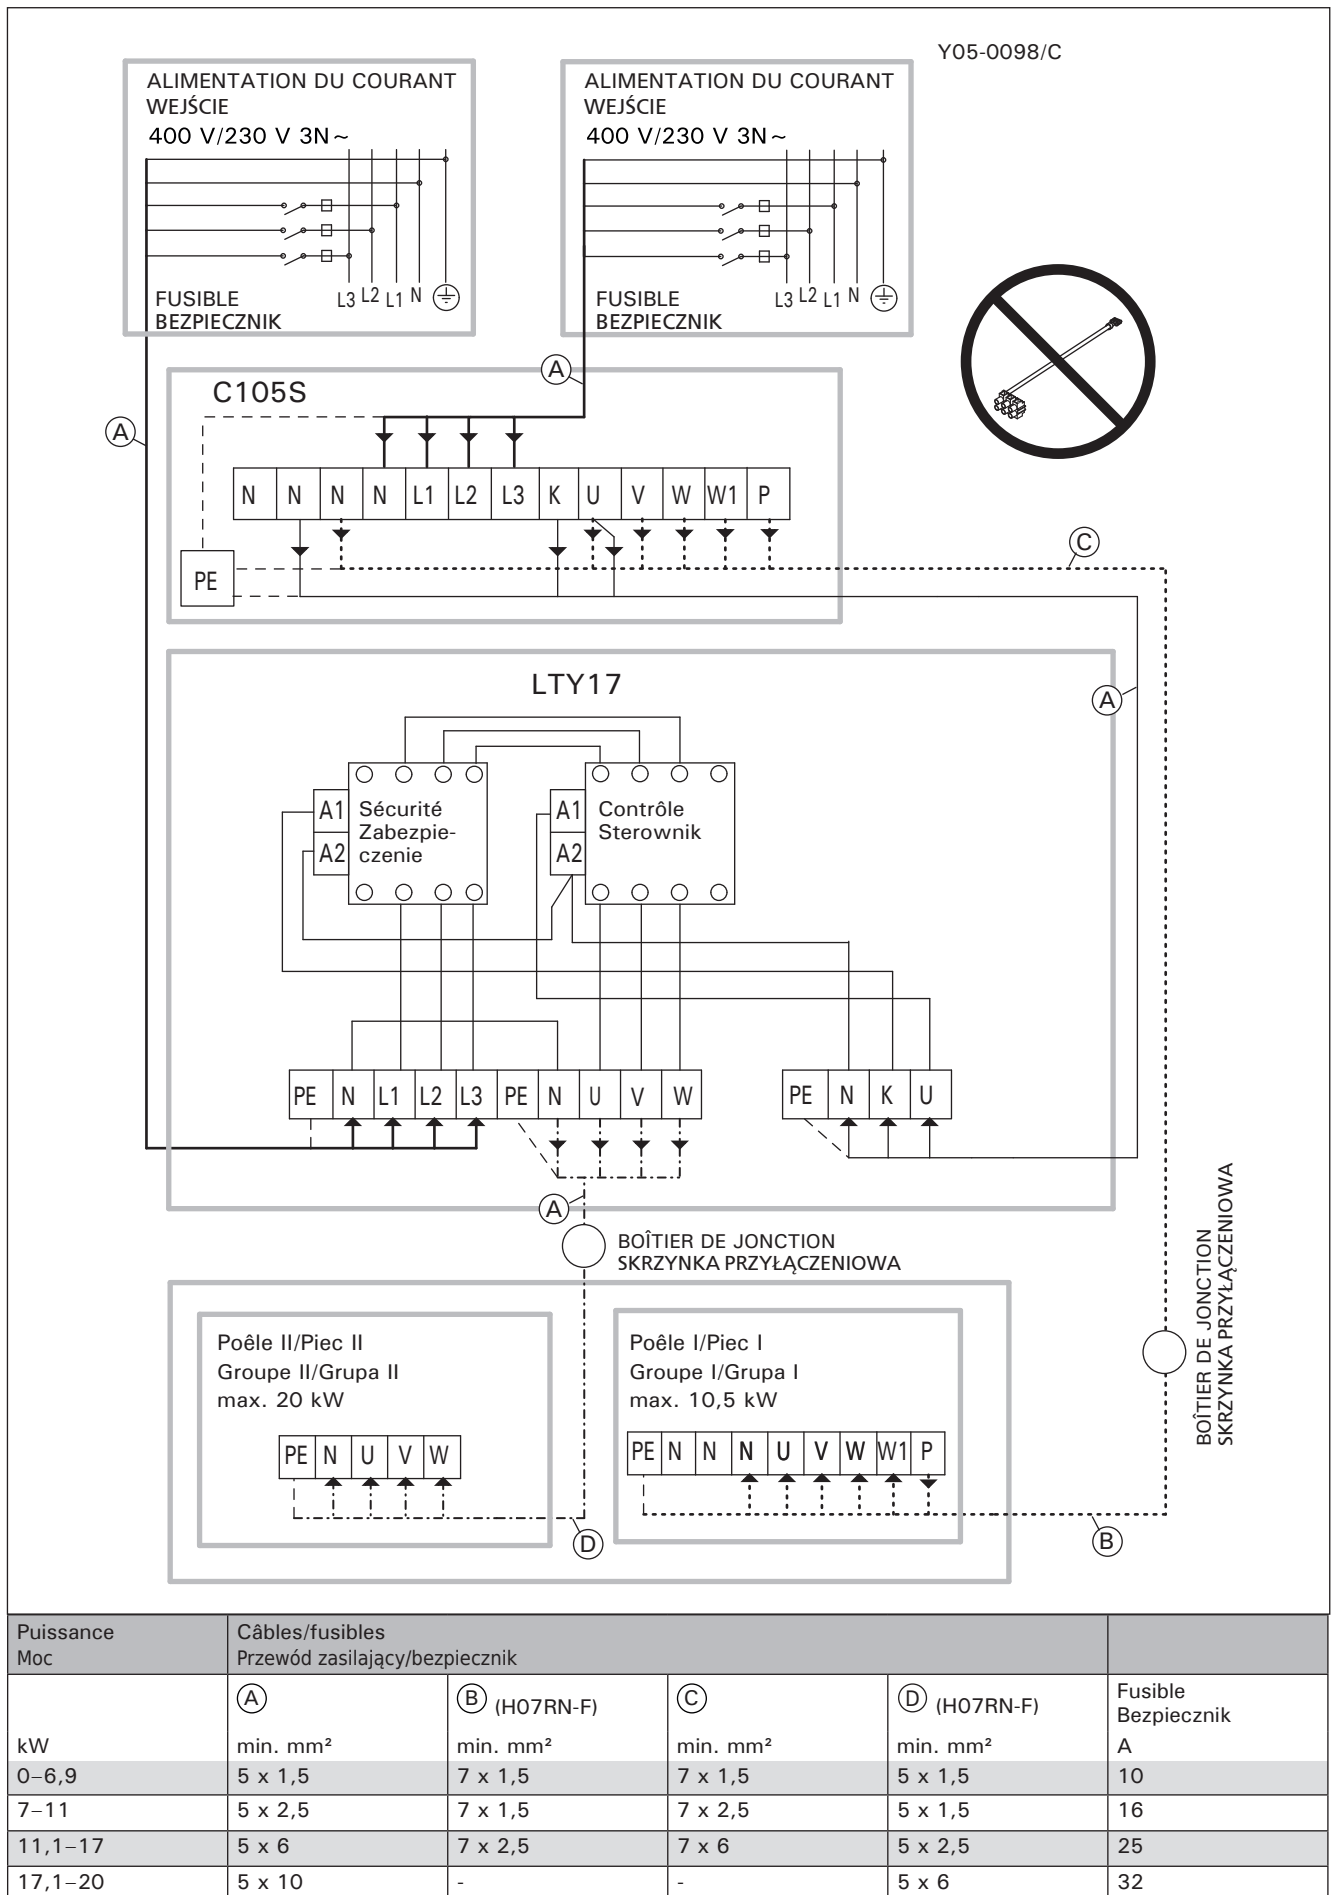 Y05-0098/C
ALIMENTATION DU COURANT
WEJŚCIE
400 V/230 V 3N~
FUSIBLE
BEZPIECZNIK
L3 L2 L1 N
ALIMENTATION DU COURANT
WEJŚCIE
400 V/230 V 3N~
FUSIBLE
BEZPIECZNIK
L3 L2 L1 N
A
A
C105S
N N N N L1 L2 L3 K U V W W1 P
PE
C
LTY17
A
A1
A2
Sécurité
Zabezpie-
czenie
A1
A2
Contrôle
Sterownik
PE N L1 L2 L3 PE N U V W
PE N K U
A
BOÎTIER DE JONCTION
SKRZYNKA PRZYŁĄCZENIOWA
BOÎTIER DE JONCTION
SKRZYNKA PRZYŁĄCZENIOWA
Poêle II/Piec II
Groupe II/Grupa II
max. 20 kW
PE N U V W
D
Poêle I/Piec I
Groupe I/Grupa I
max. 10,5 kW
PE N N N U V W W1 P
B
Puissance
Moc
Câbles/fusibles
Przewód zasilający/bezpiecznik
A B (H07RN-F) C D (H07RN-F) Fusible
Bezpiecznik
kW min. mm² min. mm² min. mm² min. mm² A
0–6,9 5 x 1,5 7 x 1,5 7 x 1,5 5 x 1,5 10
7–11 5 x 2,5 7 x 1,5 7 x 2,5 5 x 1,5 16
11,1–17 5 x 6 7 x 2,5 7 x 6 5 x 2,5 25
17,1–20 5 x 10 - - 5 x 6 32